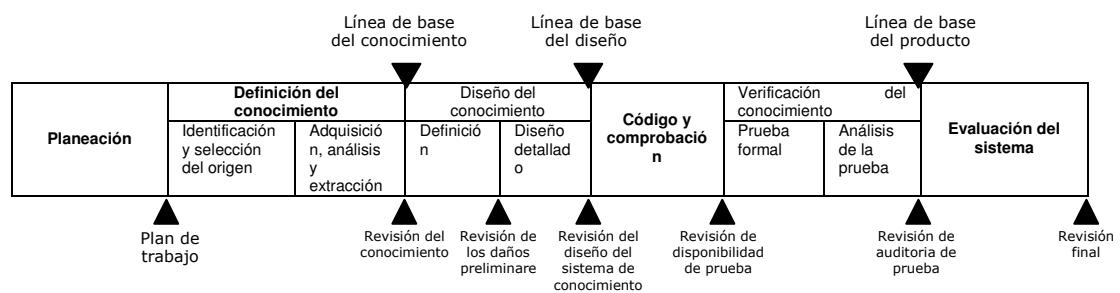 Línea de base
del conocimiento
Línea de base
del diseño
Línea de base
del producto
Planeación
Definición del
conocimiento
Identificación
y selección
del origen
Adquisició
n, análisis
y
extracción
Diseño del
conocimiento
Definició
n
Diseño
detallad
o
Código y
comprobació
n
Verificación del
conocimiento
Prueba
formal
Análisis
de la
prueba
Evaluación del
sistema
Plan de
trabajo
Revisión del
conocimiento
Revisión de
los daños
preliminare
Revisión del
diseño del
sistema de
conocimiento
Revisión de
disponibilidad
de prueba
Revisión de
auditoria de
prueba
Revisión
final